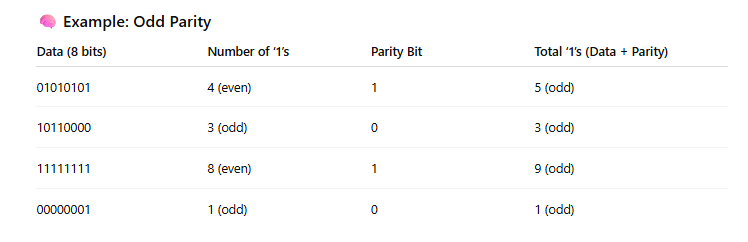 🧠 Example: Odd Parity
Data (8 bits) Number of ‘1’s Parity Bit Total ‘1’s (Data + Parity)
01010101 4 (even) 1 5 (odd)
10110000 3 (odd) 0 3 (odd)
11111111 8 (even) 1 9 (odd)
00000001 1 (odd) 0 1 (odd)